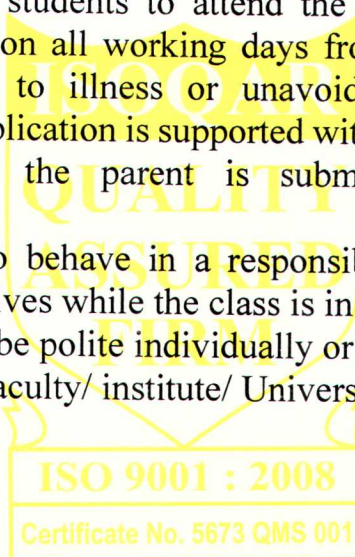 students to attend the
on all working days fro
to illness or unavoid
plication is supported wit
the parent is subm
o behave in a responsib
ves while the class is in
be polite individually or
aculty/ institute/ Univers
ISOQAR
QUALITY
ASSURED
FIRM
ISO 9001 : 2008
Certificate No. 5673 QMS 001